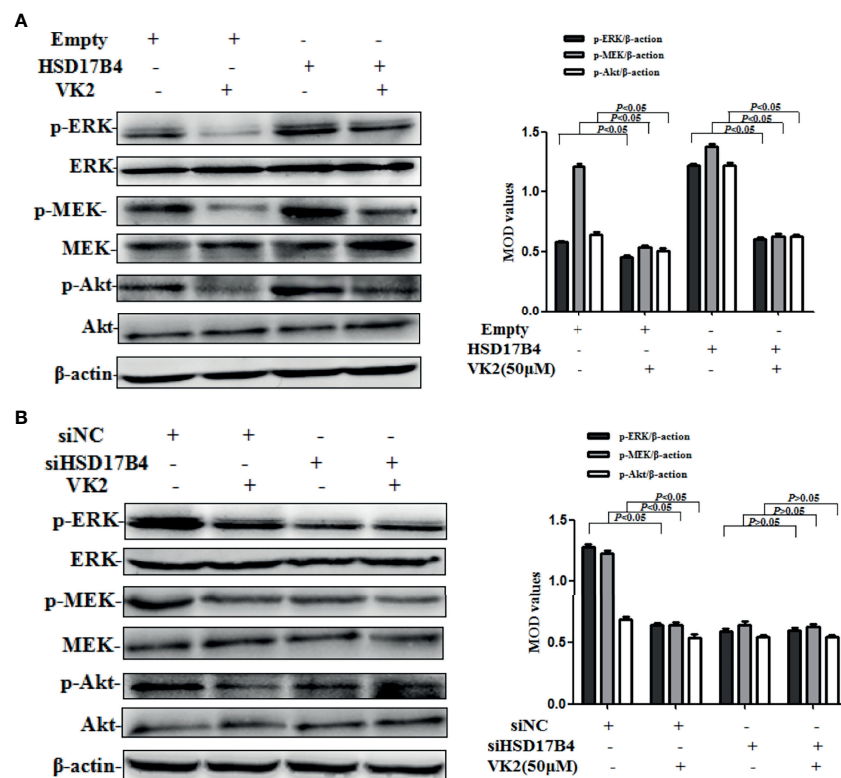 A
Empty + + - -
HSD17B4 - - + +
VK2 - + - +
p-ERK-
ERK-
p-MEK-
MEK-
p-Akt-
Akt-
β-actin-
p-ERK/β-action
p-MEK/β-action
p-Akt/β-action
P<0.05 P<0.05
P<0.05 P<0.05
P<0.05 P<0.05
MOD values
1.5
1.0
0.5
0.0
Empty + + - -
HSD17B4 - - + +
VK2(50μM) - + - +
B
siNC + + - -
siHSD17B4 - - + +
VK2 - + - +
p-ERK-
ERK-
p-MEK-
MEK-
p-Akt-
Akt-
β-actin-
p-ERK/β-action
p-MEK/β-action
p-Akt/β-action
P<0.05 P>0.05
P<0.05 P>0.05
P<0.05 P>0.05
MOD values
1.5
1.0
0.5
0.0
siNC + + - -
siHSD17B4 - - + +
VK2(50μM) - + - +